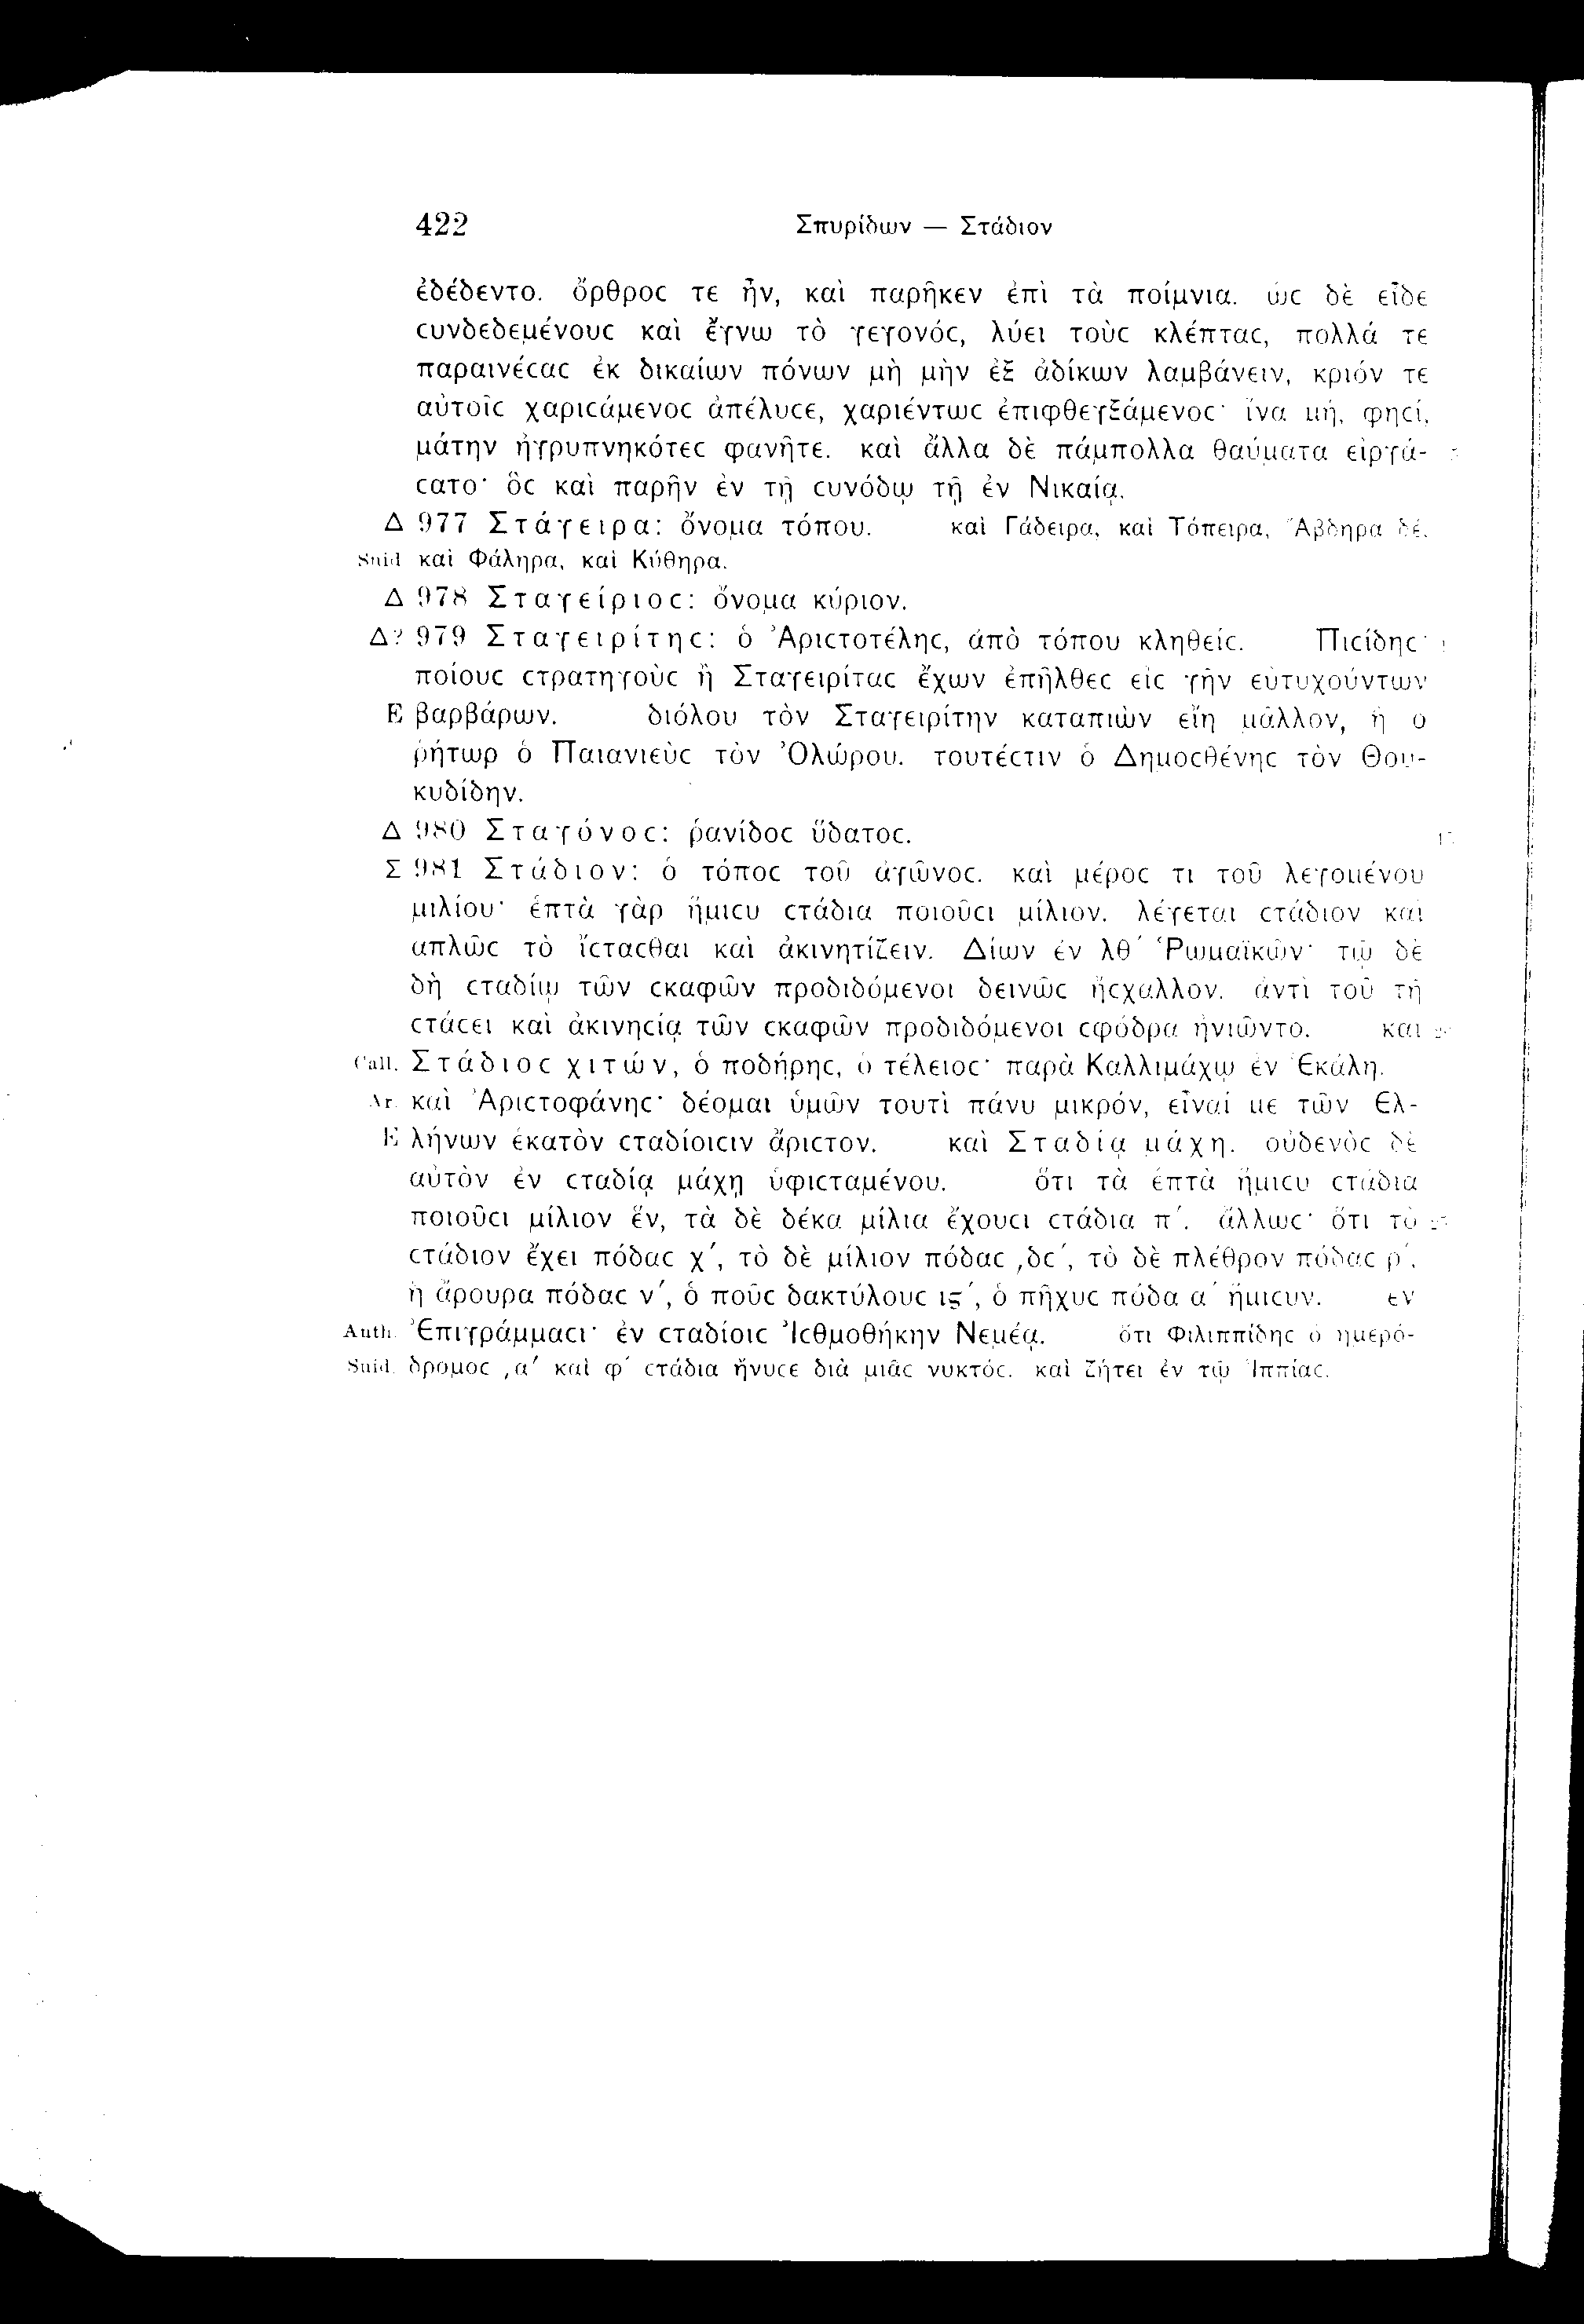 422 Σπυρίδων — Στάδιον
ἐδέδεντο. ὄρθροϲ τε ἦν, καὶ παρῆκεν ἐπὶ τὰ ποίμνια. ὡϲ δὲ εἶδε
ϲυνδεδεμένουϲ καὶ ἔγνω τὸ γεγονόϲ, λύει τοὺϲ κλέπταϲ, πολλά τε
παραινέϲαϲ ἐκ δικαίων πόνων μὴ μὴν ἐξ ἀδίκων λαμβάνειν, κριόν τε
αὐτοῖϲ χαριϲάμενοϲ ἀπέλυϲε, χαριέντωϲ ἐπιφθεγξάμενοϲ· ἵνα μή, φηϲί,
μάτην ἠγρυπνηκότεϲ φανῆτε. καὶ ἄλλα δὲ πάμπολλα θαύματα εἰργά-
ϲατο· ὃϲ καὶ παρῆν ἐν τῇ ϲυνόδῳ τῇ ἐν Νικαίᾳ.
Δ 977 Στάγειρα: ὄνομα τόπου. καὶ Γάδειρα, καὶ Τόπειρα, Ἄβδηρα δέ,
Suid καὶ Φάληρα, καὶ Κύθηρα.
Δ 978 Σταγείριοϲ: ὄνομα κύριον.
Δ? 979 Σταγειρίτηϲ: ὁ Ἀριϲτοτέληϲ, ἀπὸ τόπου κληθείϲ. Πιϲίδηϲ·
ποίουϲ ϲτρατηγοὺϲ ἢ Σταγειρίταϲ ἔχων ἐπῆλθεϲ εἰϲ γῆν εὐτυχούντων
Ε βαρβάρων. διόλου τὸν Σταγειρίτην καταπιὼν εἴη μᾶλλον, ἢ ὁ
ῥήτωρ ὁ Παιανιεὺϲ τὸν Ὀλώρου. τουτέϲτιν ὁ Δημοϲθένηϲ τὸν Θου-
κυδίδην.
Δ 980 Σταγόνοϲ: ῥανίδοϲ ὕδατοϲ.
Σ 981 Στάδιον: ὁ τόποϲ τοῦ ἀγῶνοϲ. καὶ μέροϲ τι τοῦ λεγομένου
μιλίου· ἑπτὰ γὰρ ἥμιϲυ ϲτάδια ποιοῦϲι μίλιον. λέγεται ϲτάδιον καὶ
ἁπλῶϲ τὸ ἵϲταϲθαι καὶ ἀκινητίζειν. Δίων ἐν λθʹ Ῥωμαϊκῶν· τῷ δὲ
δὴ ϲταδίῳ τῶν ϲκαφῶν προδιδόμενοι δεινῶϲ ἤϲχαλλον. ἀντὶ τοῦ τῇ
ϲτάϲει καὶ ἀκινηϲίᾳ τῶν ϲκαφῶν προδιδόμενοι ϲφόδρα ἠνιῶντο. καὶ
Call. Στάδιοϲ χιτών, ὁ ποδήρηϲ, ὁ τέλειοϲ· παρὰ Καλλιμάχῳ ἐν Ἑκάλῃ.
Ar. καὶ Ἀριϲτοφάνηϲ· δέομαι ὑμῶν τουτὶ πάνυ μικρόν, εἶναί με τῶν Ἑλ-
Ε λήνων ἑκατὸν ϲταδίοιϲιν ἄριϲτον. καὶ Σταδίᾳ μάχῃ. οὐδενὸϲ δὲ
αὐτὸν ἐν ϲταδίᾳ μάχῃ ὑφιϲταμένου. ὅτι τὰ ἑπτὰ ἥμιϲυ ϲτάδια
ποιοῦϲι μίλιον ἕν, τὰ δὲ δέκα μίλια ἔχουϲι ϲτάδια πʹ. ἄλλωϲ· ὅτι τὸ
ϲτάδιον ἔχει πόδαϲ χʹ, τὸ δὲ μίλιον πόδαϲ ͵δϲʹ, τὸ δὲ πλέθρον πόδαϲ ρʹ,
ἡ ἄρουρα πόδαϲ νʹ, ὁ ποῦϲ δακτύλουϲ ιϛʹ, ὁ πῆχυϲ πόδα αʹ ἥμιϲυν. ἐν
Anth. Ἐπιγράμμαϲι· ἐν ϲταδίοιϲ Ἰϲθμοθήκην Νεμέᾳ. ὅτι Φιλιππίδηϲ ὁ ἡμερό-
Suid. δρομοϲ ͵αʹ καὶ φʹ ϲτάδια ἤνυϲε διὰ μιᾶϲ νυκτόϲ. καὶ ζήτει ἐν τῷ Ἱππίαϲ.